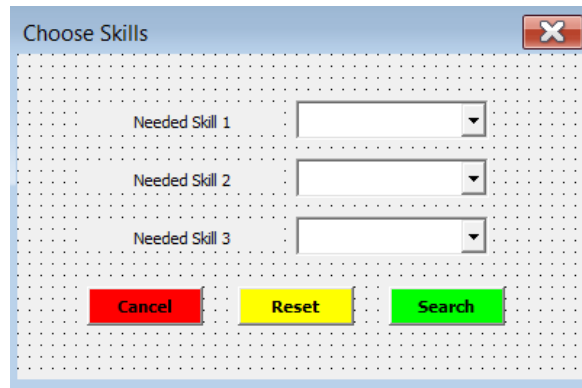 Choose Skills
Needed Skill 1
Needed Skill 2
Needed Skill 3
Cancel Reset Search